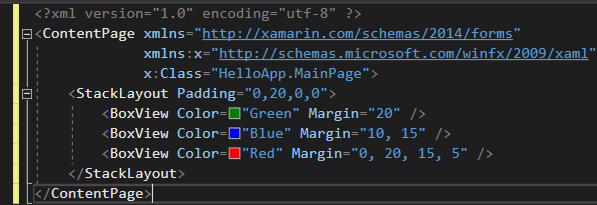 <?xml version="1.0" encoding="utf-8" ?>
<ContentPage xmlns="http://xamarin.com/schemas/2014/forms"
xmlns:x="http://schemas.microsoft.com/winfx/2009/xaml"
x:Class="HelloApp.MainPage">
<StackLayout Padding="0,20,0,0">
<BoxView Color="Green" Margin="20" />
<BoxView Color="Blue" Margin="10, 15" />
<BoxView Color="Red" Margin="0, 20, 15, 5" />
</StackLayout>
</ContentPage>